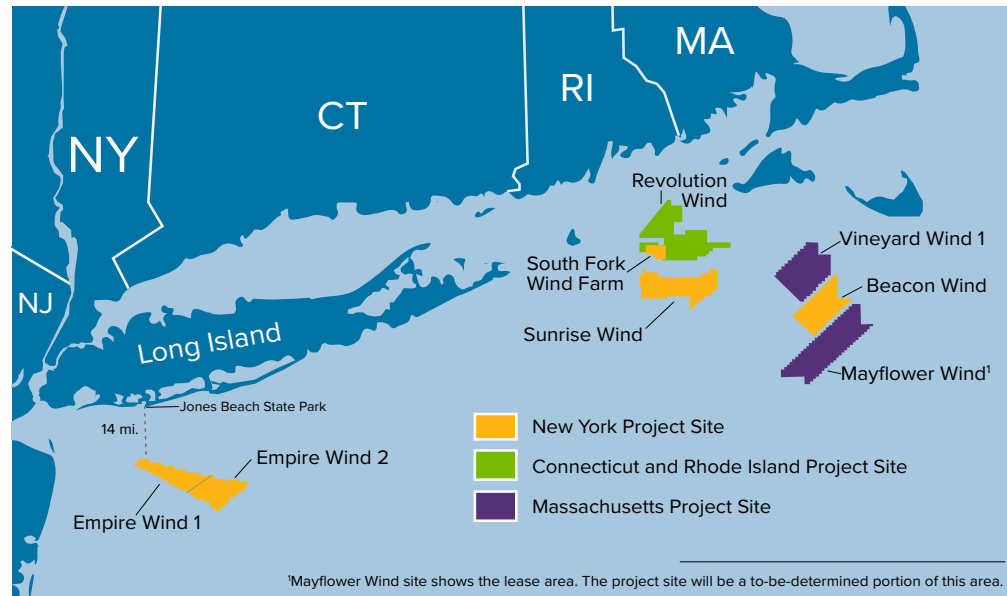 MA
RI
CT
NY
NJ
Revolution
Wind
Vineyard Wind 1
South Fork
Wind Farm
Beacon Wind
Sunrise Wind
Long Island
Mayflower Wind¹
Jones Beach State Park
14 mi.
New York Project Site
Empire Wind 2
Connecticut and Rhode Island Project Site
Empire Wind 1
Massachusetts Project Site
¹Mayflower Wind site shows the lease area. The project site will be a to-be-determined portion of this area.